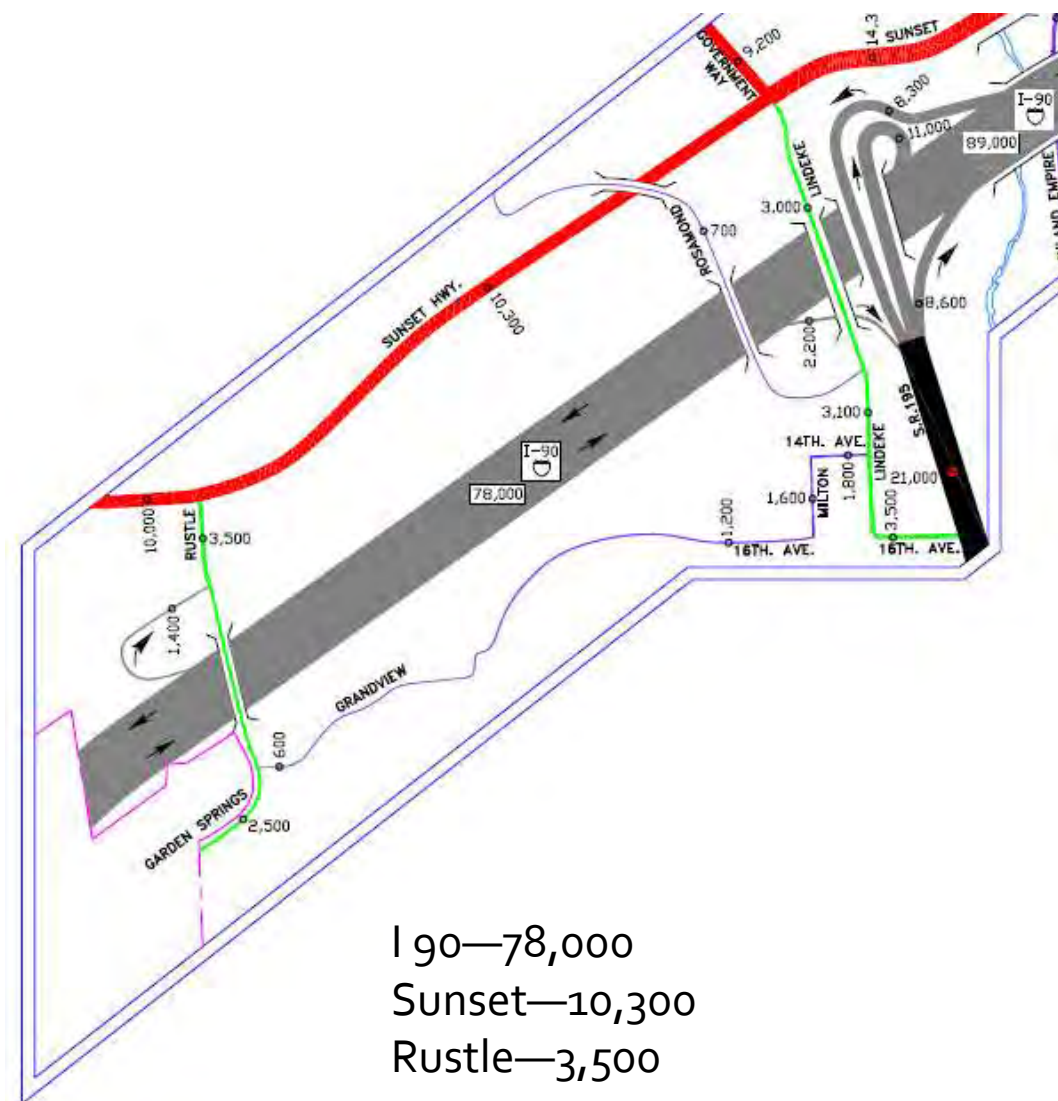 SUNSET
14,3
9,200
GOVERNMENT
WAY
8,300
I-90
11,000
89,000
LINDEKE
3,000
700
ROSAMOND
SUNSET HWY.
10,300
8,600
2,200
S.R.195
3,100
14TH. AVE.
LINDEKE
1,800
21,000
I-90
78,000
MILTON
1,600
3,500
1,200
16TH. AVE.
16TH. AVE.
10,000
RUSTLE
3,500
1,400
GRANDVIEW
600
GARDEN SPRINGS
2,500
I 90—78,000
Sunset—10,300
Rustle—3,500